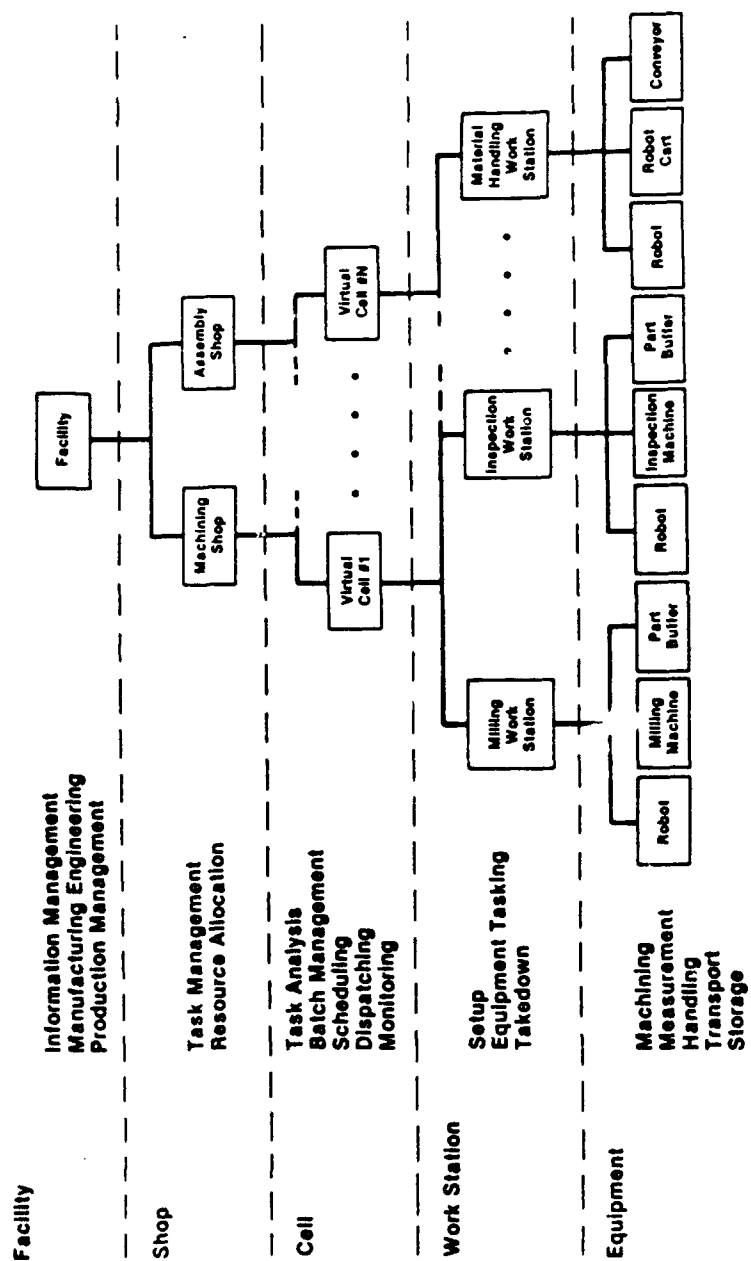 Facility
Information Management
Manufacturing Engineering
Production Management
Facility
Shop
Task Management
Resource Allocation
Machining
Shop
Assembly
Shop
Cell
Task Analysis
Batch Management
Scheduling
Dispatching
Monitoring
Virtual
Cell #1
Virtual
Cell #N
Work Station
Setup
Equipment Tasking
Takedown
Milling
Work
Station
Inspection
Work
Station
Material
Handling
Work
Station
Equipment
Machining
Measurement
Handling
Transport
Storage
Robot
Milling
Machine
Part
Buffer
Robot
Inspection
Machine
Part
Buffer
Robot
Robot
Cart
Conveyor